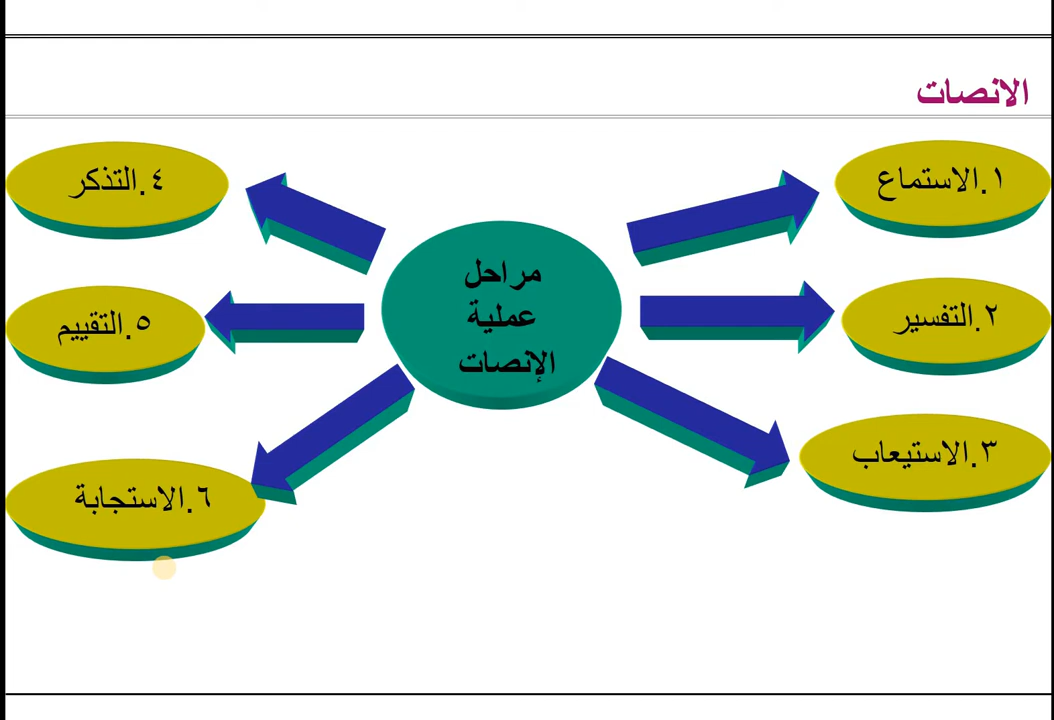 الانصات
مراحل
عملية
الإنصات
١.الاستماع
٢.التفسير
٣.الاستيعاب
٤.التذكر
٥.التقييم
٦.الاستجابة